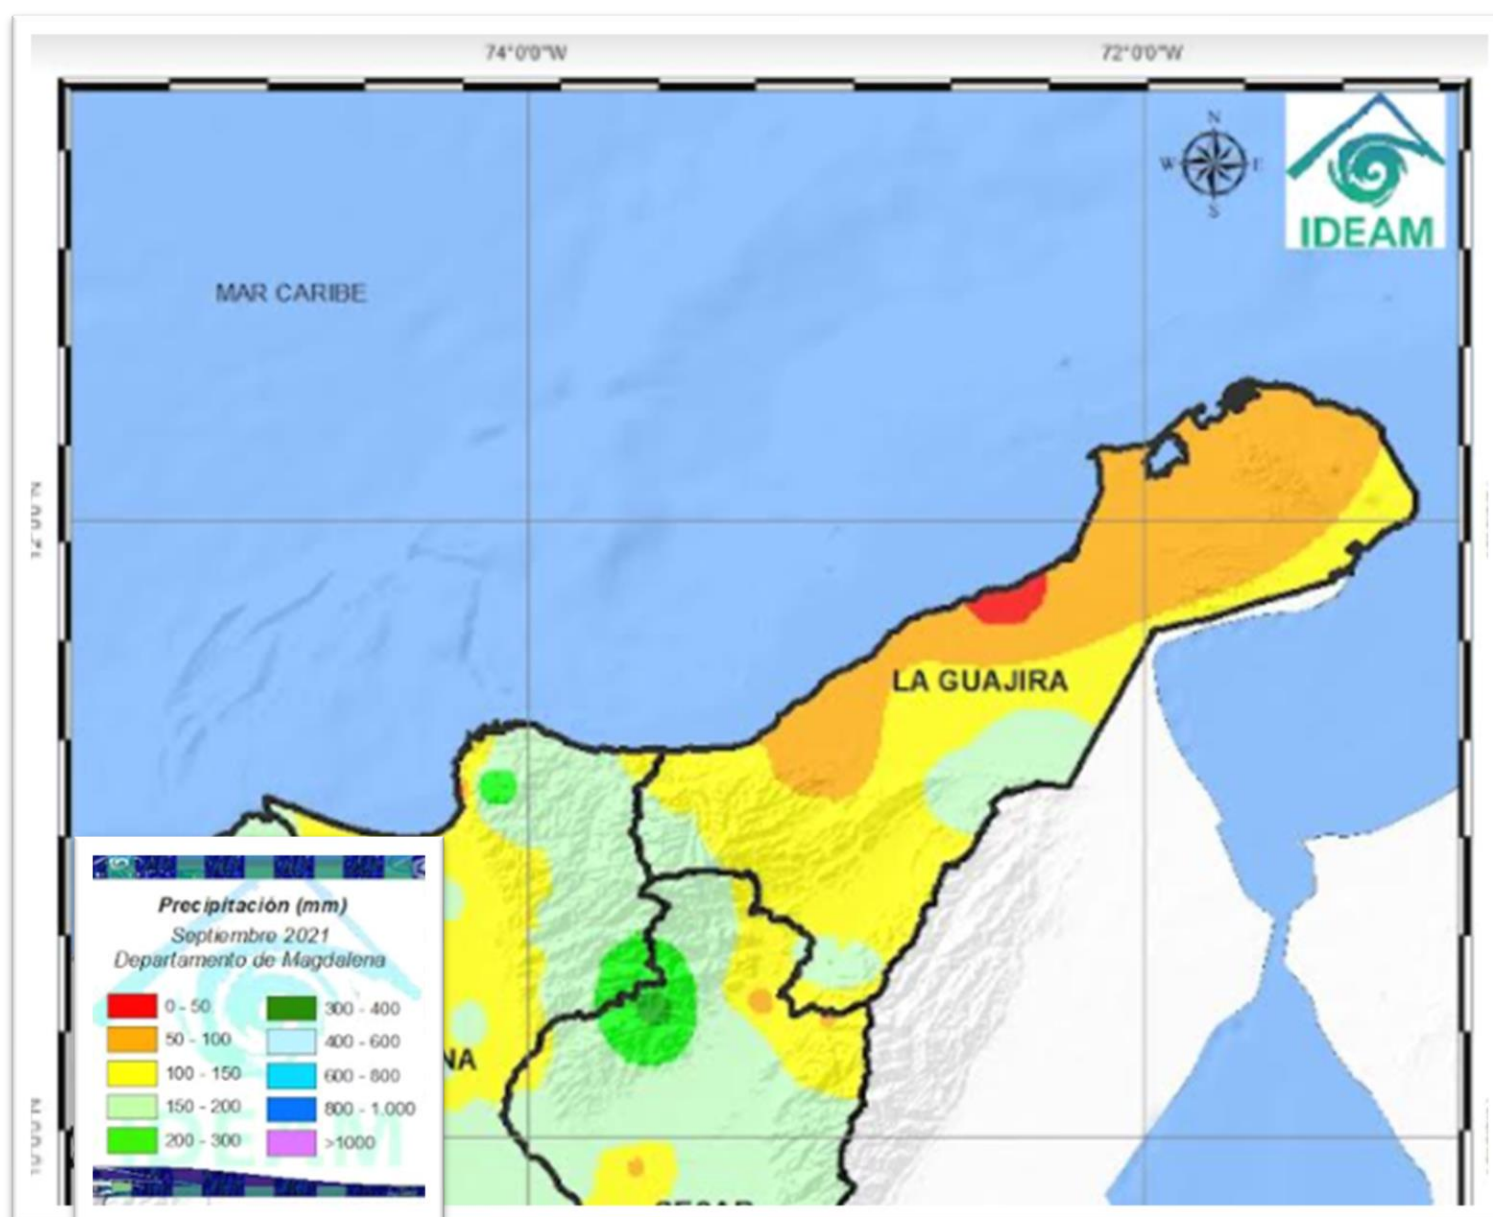 74°0'0"W
72°0'0"W
N
W
E
S
IDEAM
MAR CARIBE
LA GUAJIRA
NA
CESAR
Precipitación (mm)
Septiembre 2021
Departamento de Magdalena
0 - 50
50 - 100
100 - 150
150 - 200
200 - 300
300 - 400
400 - 600
600 - 800
800 - 1.000
>1000
IDEAM